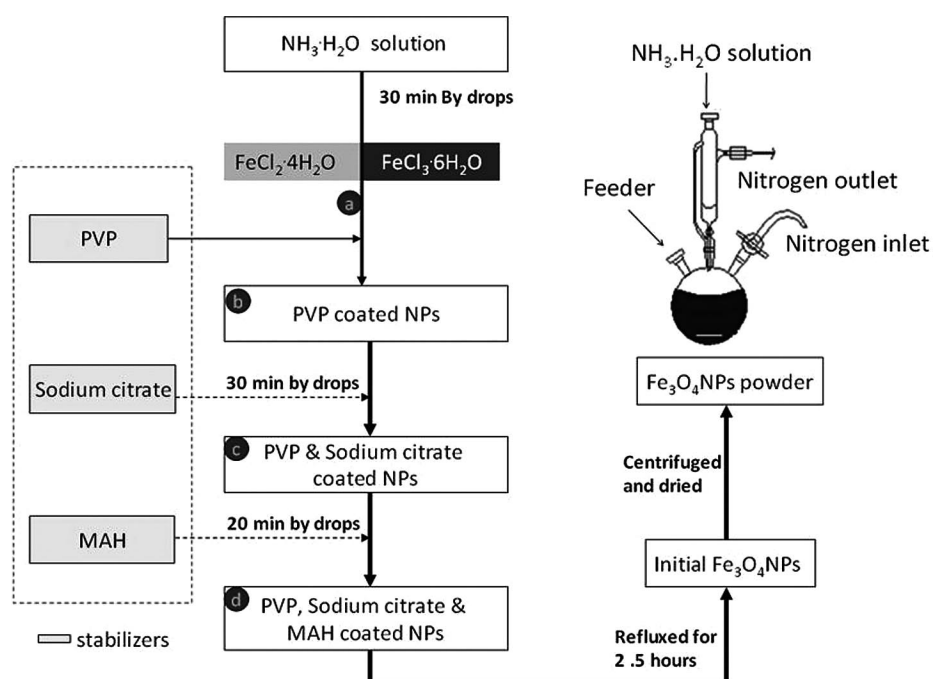 NH₃·H₂O solution
30 min By drops
FeCl₂·4H₂O
FeCl₃·6H₂O
a
PVP
b
PVP coated NPs
Sodium citrate
30 min by drops
c
PVP & Sodium citrate
coated NPs
MAH
20 min by drops
d
PVP, Sodium citrate &
MAH coated NPs
stabilizers
NH₃.H₂O solution
Feeder
Nitrogen outlet
Nitrogen inlet
Fe₃O₄NPs powder
Centrifuged
and dried
Initial Fe₃O₄NPs
Refluxed for
2 .5 hours